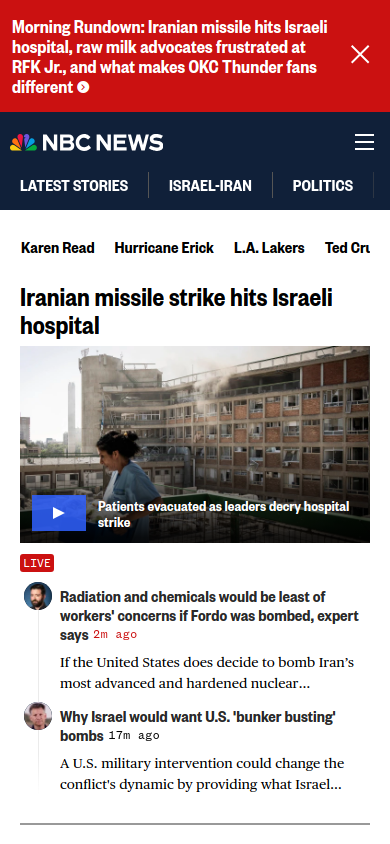 Morning Rundown: Iranian missile hits Israeli
hospital, raw milk advocates frustrated at
RFK Jr., and what makes OKC Thunder fans
different
NBC NEWS
LATEST STORIES ISRAEL-IRAN POLITICS
Karen Read Hurricane Erick L.A. Lakers Ted Cru
Iranian missile strike hits Israeli
hospital
Patients evacuated as leaders decry hospital
strike
LIVE
Radiation and chemicals would be least of
workers' concerns if Fordo was bombed, expert
says 2m ago
If the United States does decide to bomb Iran’s
most advanced and hardened nuclear…
Why Israel would want U.S. 'bunker busting'
bombs 17m ago
A U.S. military intervention could change the
conflict's dynamic by providing what Israel…